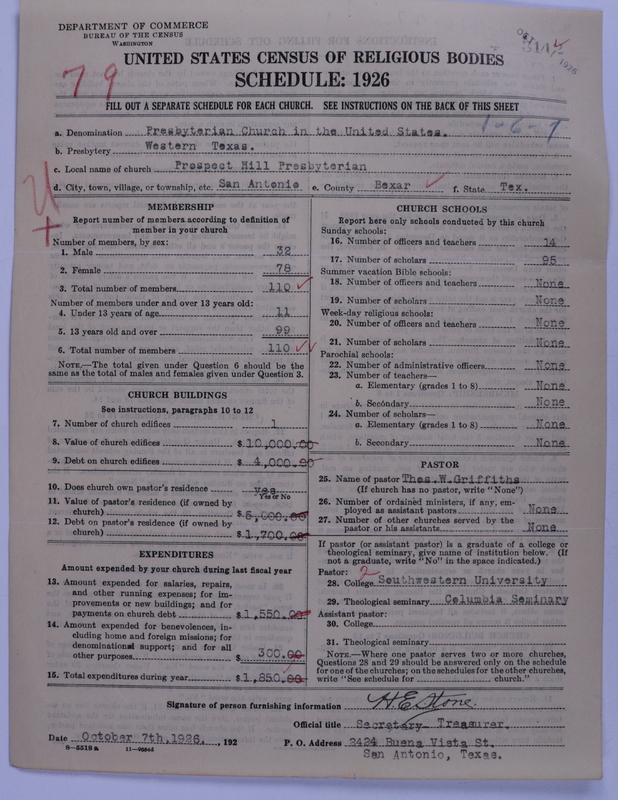 DEPARTMENT OF COMMERCE
BUREAU OF THE CENSUS
WASHINGTON
UNITED STATES CENSUS OF RELIGIOUS BODIES
SCHEDULE: 1926
79
FILL OUT A SEPARATE SCHEDULE FOR EACH CHURCH. SEE INSTRUCTIONS ON THE BACK OF THIS SHEET
1-6-7
a. Denomination Presbyterian Church in the United States.
b. Presbytery Western Texas.
c. Local name of church Prospect Hill Presbyterian
d. City, town, village, or township, etc. San Antonio e. County Bexar f. State Tex.
MEMBERSHIP
Report number of members according to definition of
member in your church
Number of members, by sex:
1. Male 32
2. Female 78
3. Total number of members 110
Number of members under and over 13 years old:
4. Under 13 years of age 11
5. 13 years old and over 99
6. Total number of members 110
NOTE.—The total given under Question 6 should be
same as the total of males and females given under Question 3.
CHURCH BUILDINGS
See instructions, paragraphs 10 to 12
7. Number of church edifices 1
8. Value of church edifices $10,000.00
9. Debt on church edifices $ 4,000.00
10. Does church own pastor's residence yes
Yes or No
11. Value of pastor's residence (if owned by
church) $5,000.00
12. Debt on pastor's residence (if owned by
church) $1,700.00
EXPENDITURES
Amount expended by your church during last fiscal year
13. Amount expended for salaries, repairs,
and other running expenses; for im-
provements or new buildings; and for
payments on church debt $1,550.00
14. Amount expended for benevolences, in-
cluding home and foreign missions; for
denominational support; and for all
other purposes $ 300.00
15. Total expenditures during year $1,850.00
CHURCH SCHOOLS
Report here only schools conducted by this church
Sunday schools:
16. Number of officers and teachers 14
17. Number of scholars 95
Summer vacation Bible schools:
18. Number of officers and teachers None
19. Number of scholars None
Week-day religious schools:
20. Number of officers and teachers None
21. Number of scholars None
Parochial schools:
22. Number of administrative officers None
23. Number of teachers—
a. Elementary (grades 1 to 8) None
b. Secondary None
24. Number of scholars—
a. Elementary (grades 1 to 8) None
b. Secondary None
PASTOR
25. Name of pastor Thos.W.Griffiths
(If church has no pastor, write "None")
26. Number of ordained ministers, if any, em-
ployed as assistant pastors None
27. Number of other churches served by the
pastor or his assistants None
If pastor (or assistant pastor) is a graduate of a college or
theological seminary, give name of institution below. (If
not a graduate, write "No" in the space indicated.)
Pastor: 2
28. College Southwestern University
29. Theological seminary Columbia Seminary
Assistant pastor:
30. College
31. Theological seminary
NOTE.—Where one pastor serves two or more churches,
Questions 28 and 29 should be answered only on the schedule
for one of the churches; on the schedules for the other churches,
write "See schedule for church."
Signature of person furnishing information H.E. Stone.
Official title Secretary Treasurer.
Date October 7th,1926. , 192
P. O. Address 2424 Buena Vista St.
San Antonio, Texas.
8-5518a